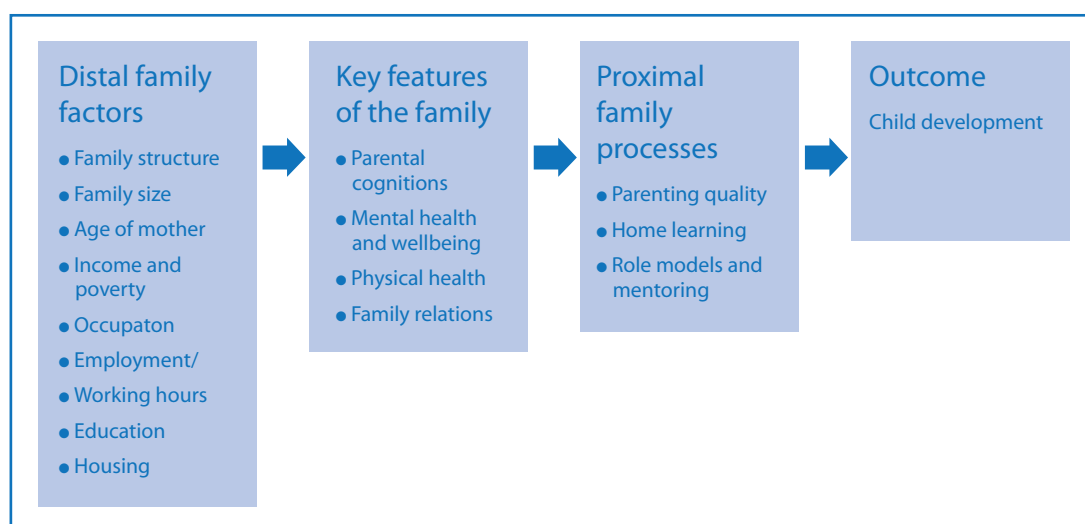 Distal family
factors
● Family structure
● Family size
● Age of mother
● Income and
poverty
● Occupaton
● Employment/
● Working hours
● Education
● Housing
Key features
of the family
● Parental
cognitions
● Mental health
and wellbeing
● Physical health
● Family relations
Proximal
family
processes
● Parenting quality
● Home learning
● Role models and
mentoring
Outcome
Child development